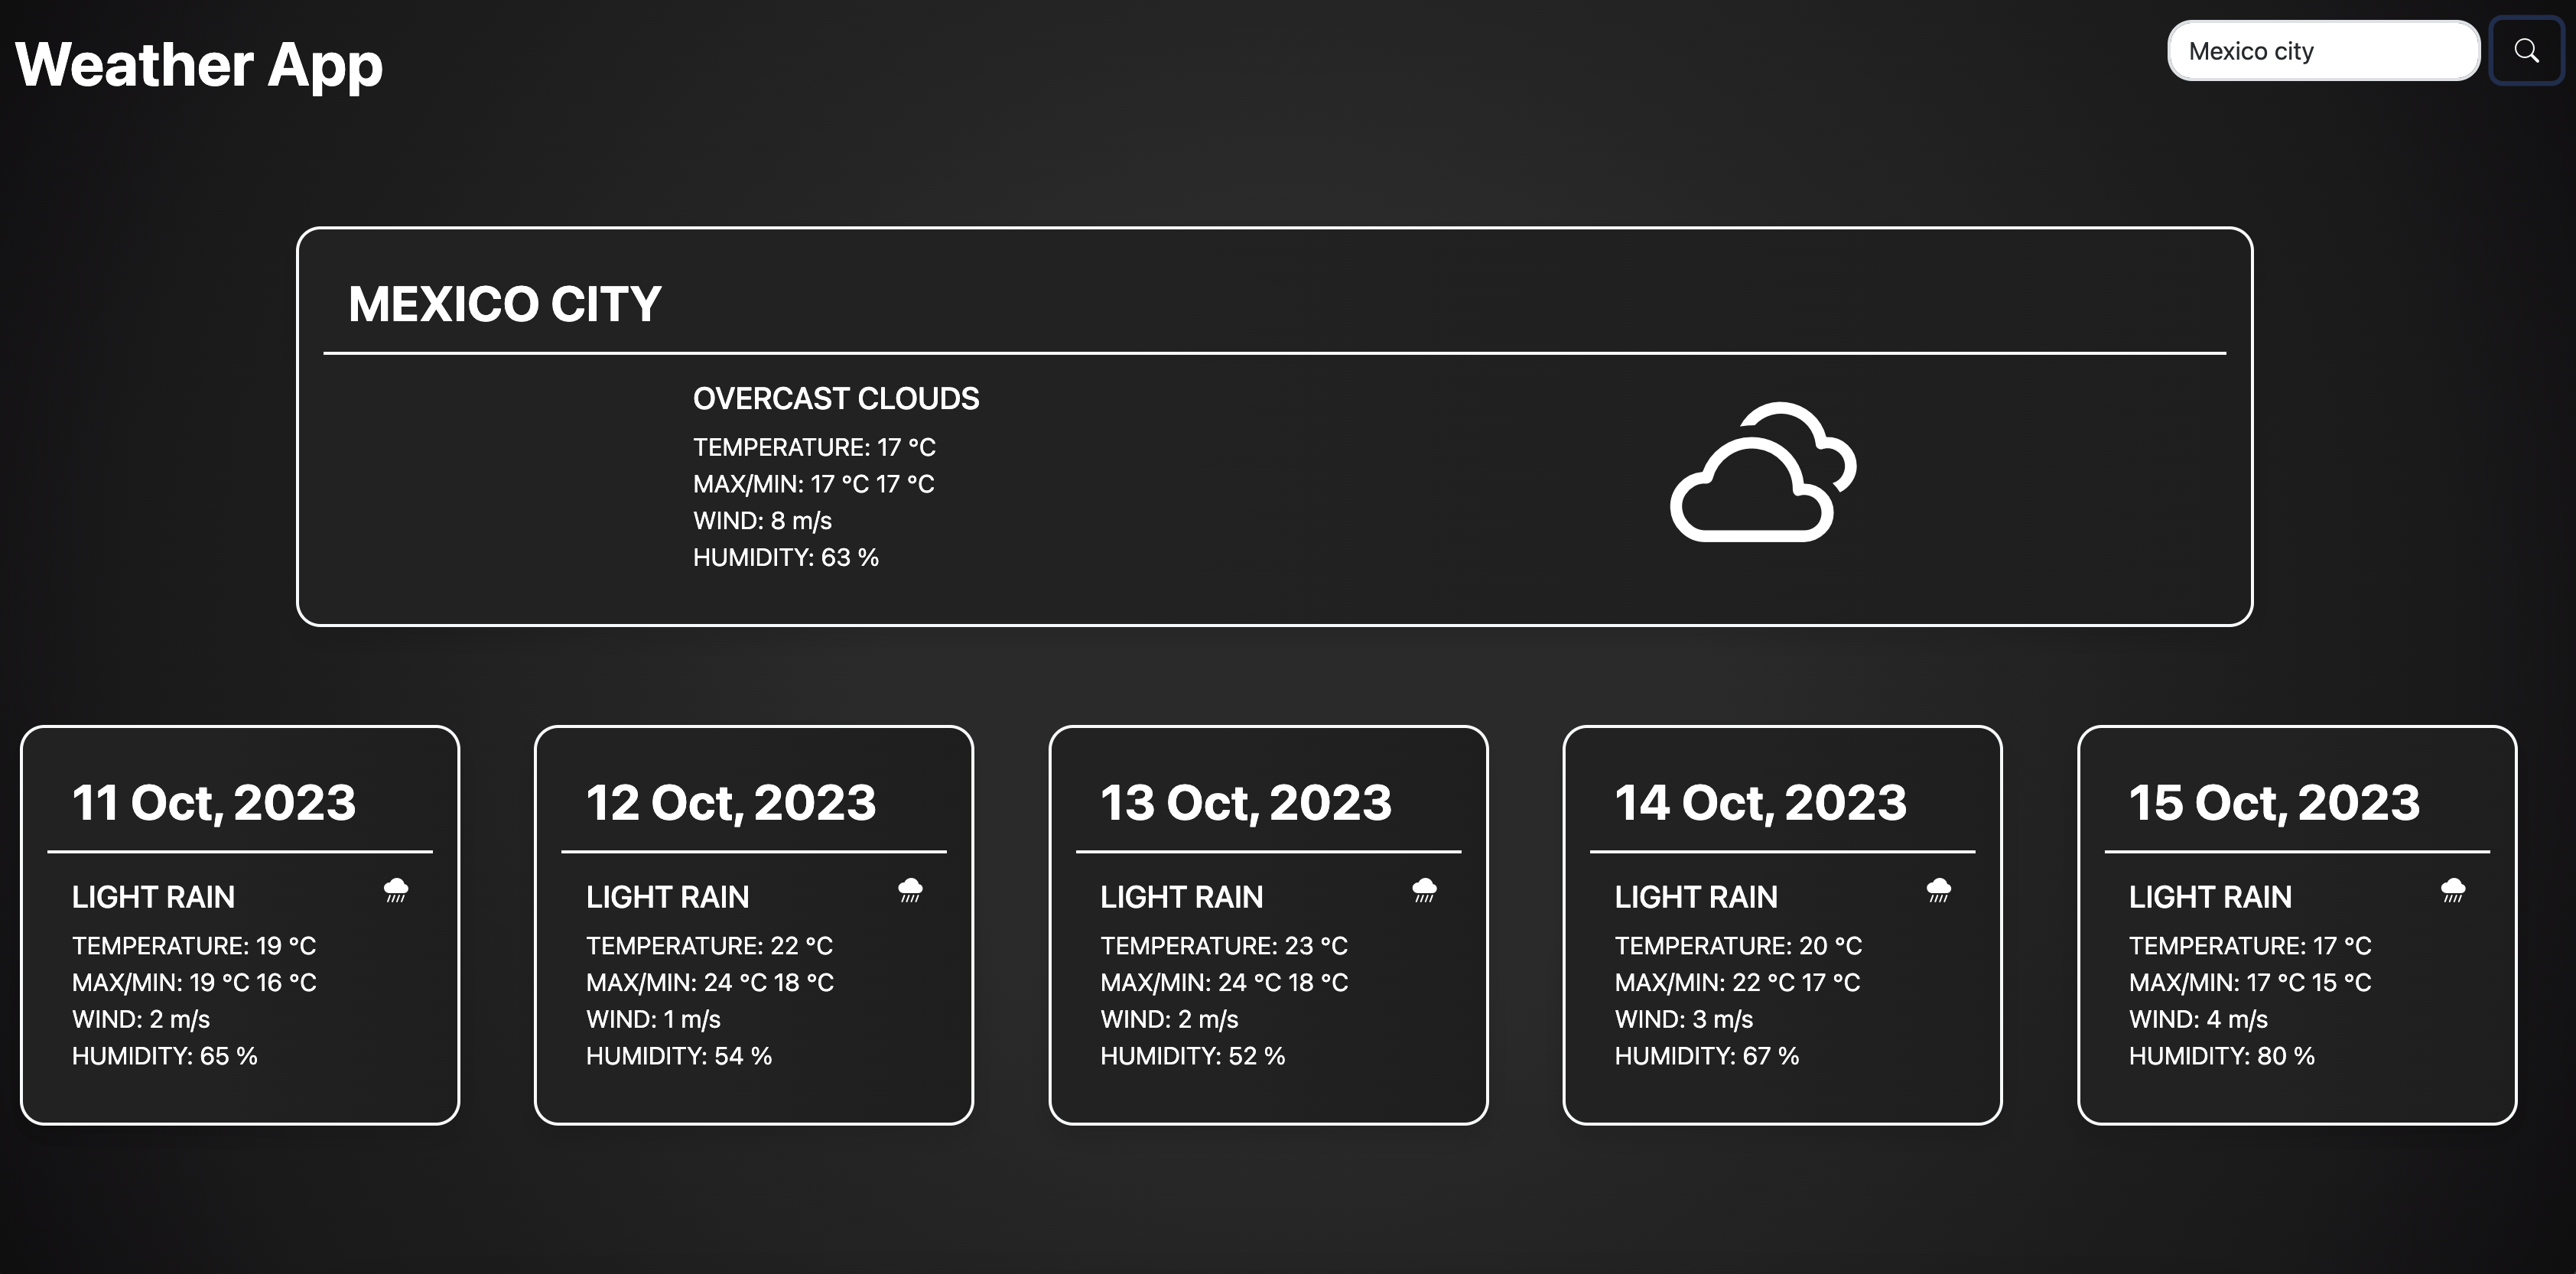 Weather App
Mexico city
MEXICO CITY
OVERCAST CLOUDS
TEMPERATURE: 17 °C
MAX/MIN: 17 °C 17 °C
WIND: 8 m/s
HUMIDITY: 63 %
11 Oct, 2023
LIGHT RAIN
TEMPERATURE: 19 °C
MAX/MIN: 19 °C 16 °C
WIND: 2 m/s
HUMIDITY: 65 %
12 Oct, 2023
LIGHT RAIN
TEMPERATURE: 22 °C
MAX/MIN: 24 °C 18 °C
WIND: 1 m/s
HUMIDITY: 54 %
13 Oct, 2023
LIGHT RAIN
TEMPERATURE: 23 °C
MAX/MIN: 24 °C 18 °C
WIND: 2 m/s
HUMIDITY: 52 %
14 Oct, 2023
LIGHT RAIN
TEMPERATURE: 20 °C
MAX/MIN: 22 °C 17 °C
WIND: 3 m/s
HUMIDITY: 67 %
15 Oct, 2023
LIGHT RAIN
TEMPERATURE: 17 °C
MAX/MIN: 17 °C 15 °C
WIND: 4 m/s
HUMIDITY: 80 %